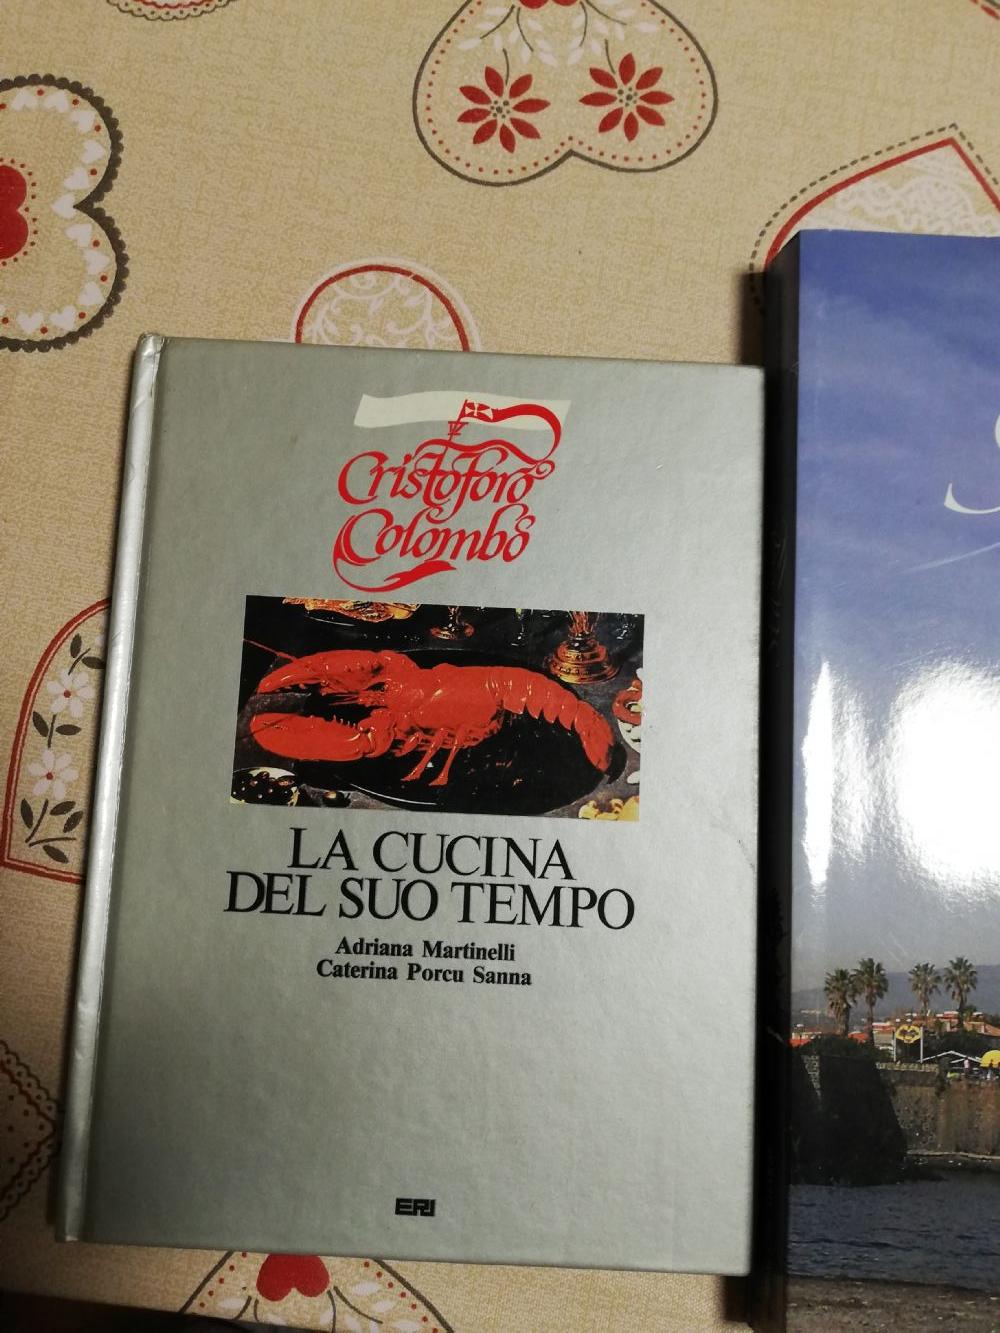 Cristoforo
Colombo
LA CUCINA
DEL SUO TEMPO
Adriana Martinelli
Caterina Porcu Sanna
ERI